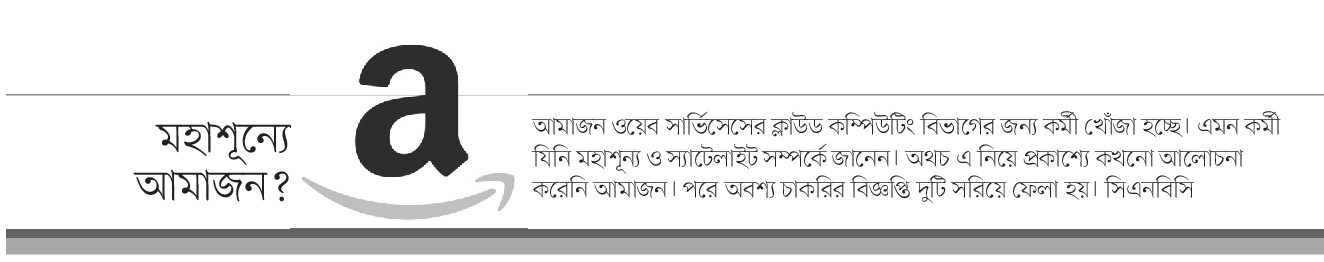 মহাশূন্যে
আমাজন?
a
আমাজন ওয়েব সার্ভিসেসের ক্লাউড কম্পিউটিং বিভাগের জন্য কর্মী খোঁজা হচ্ছে। এমন কর্মী
যিনি মহাশূন্য ও স্যাটেলাইট সম্পর্কে জানেন। অথচ এ নিয়ে প্রকাশ্যে কখনো আলোচনা
করেনি আমাজন। পরে অবশ্য চাকরির বিজ্ঞপ্তি দুটি সরিয়ে ফেলা হয়। সিএনবিসি